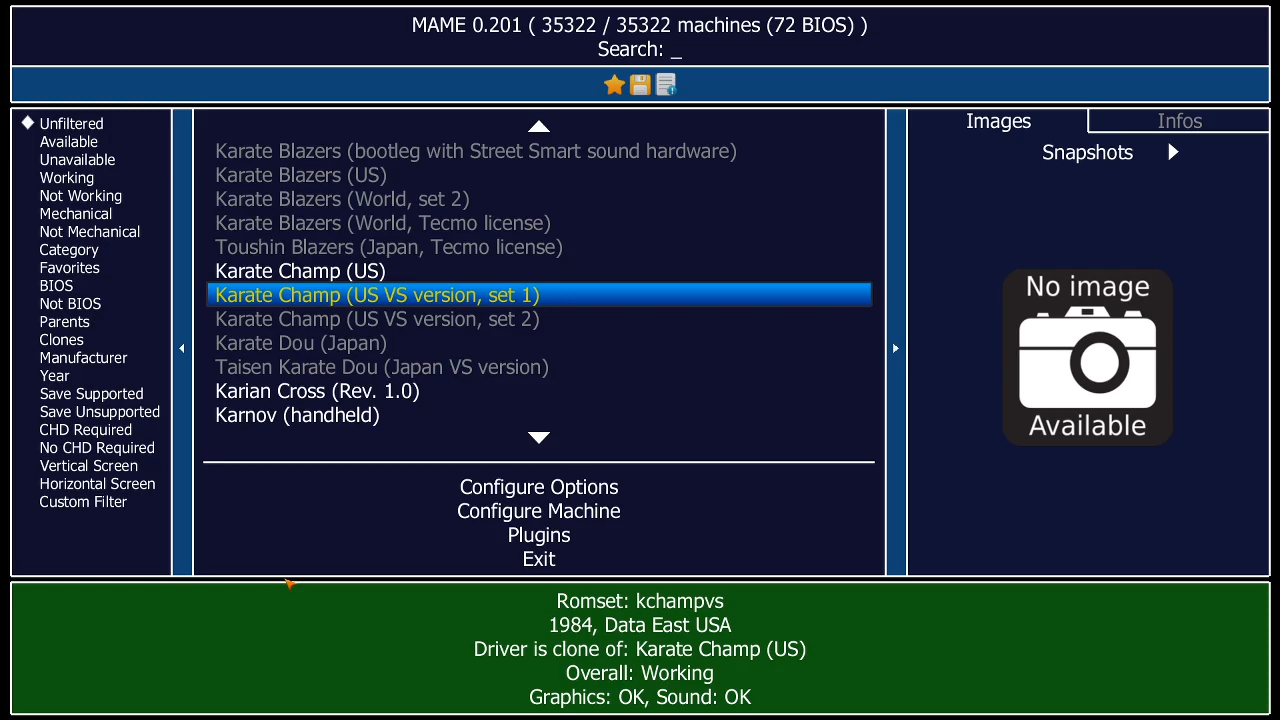 MAME 0.201 ( 35322 / 35322 machines (72 BIOS) )
Search: _
Unfiltered
Available
Unavailable
Working
Not Working
Mechanical
Not Mechanical
Category
Favorites
BIOS
Not BIOS
Parents
Clones
Manufacturer
Year
Save Supported
Save Unsupported
CHD Required
No CHD Required
Vertical Screen
Horizontal Screen
Custom Filter
Karate Blazers (bootleg with Street Smart sound hardware)
Karate Blazers (US)
Karate Blazers (World, set 2)
Karate Blazers (World, Tecmo license)
Toushin Blazers (Japan, Tecmo license)
Karate Champ (US)
Karate Champ (US VS version, set 1)
Karate Champ (US VS version, set 2)
Karate Dou (Japan)
Taisen Karate Dou (Japan VS version)
Karian Cross (Rev. 1.0)
Karnov (handheld)
Configure Options
Configure Machine
Plugins
Exit
Images
Infos
Snapshots
No image
Available
Romset: kchampvs
1984, Data East USA
Driver is clone of: Karate Champ (US)
Overall: Working
Graphics: OK, Sound: OK